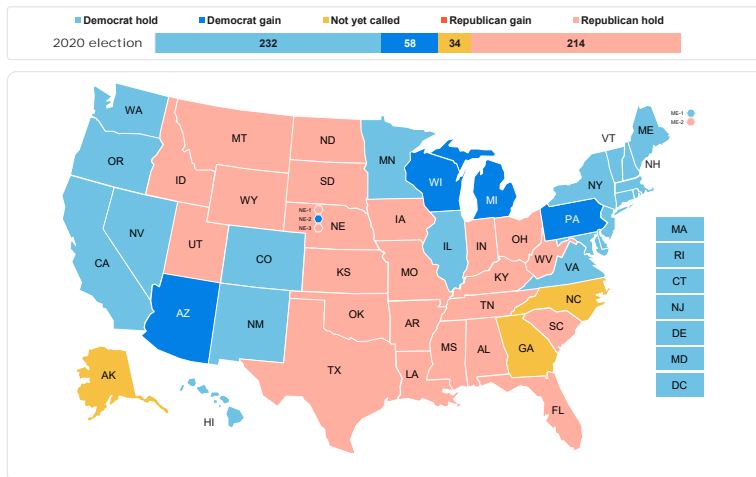 Democrat hold Democrat gain Not yet called Republican gain Republican hold
2020 election 232 58 34 214
WA
ME
ME-1
ME-2
VT
MT
ND
MN
OR
NH
ID
SD
WI
MI
NY
WY
NE-1
NE-2
NE-3
NE
IA
PA
NV
UT
IL
IN
OH
MA
CA
CO
KS
MO
WV
VA
RI
KY
CT
AZ
NM
OK
AR
TN
NC
NJ
SC
DE
MS
AL
GA
MD
AK
TX
LA
DC
FL
HI